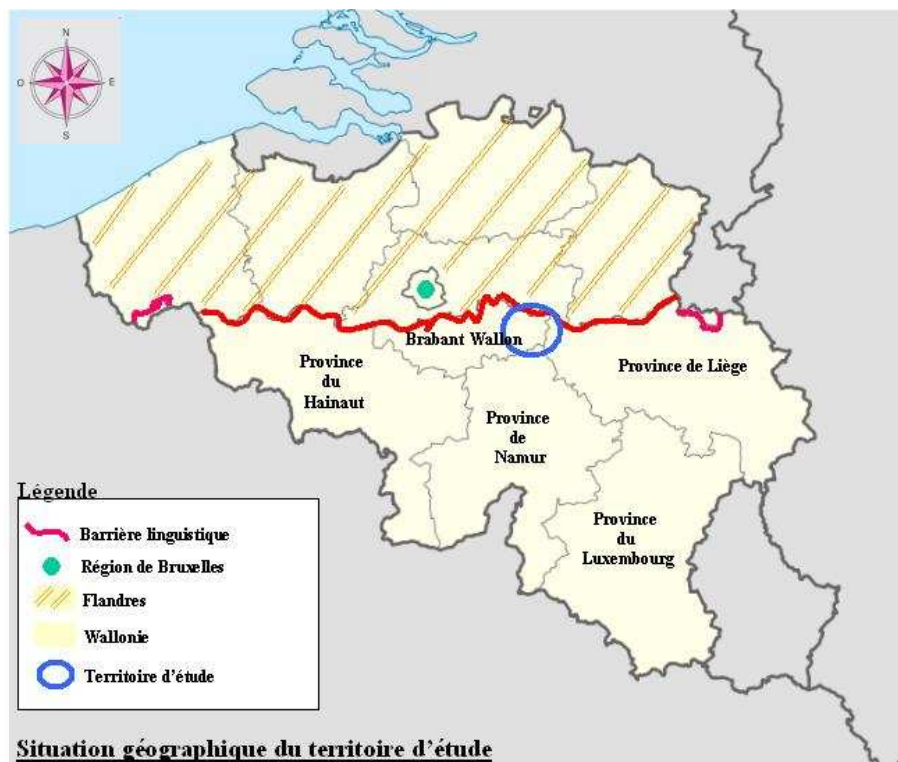 N
O
E
S
Brabant Wallon
Province
du
Hainaut
Province de Liège
Province
de
Namur
Province
du
Luxembourg
Légende
Barrière linguistique
Région de Bruxelles
Flandres
Wallonie
Territoire d'étude
Situation géographique du territoire d'étude